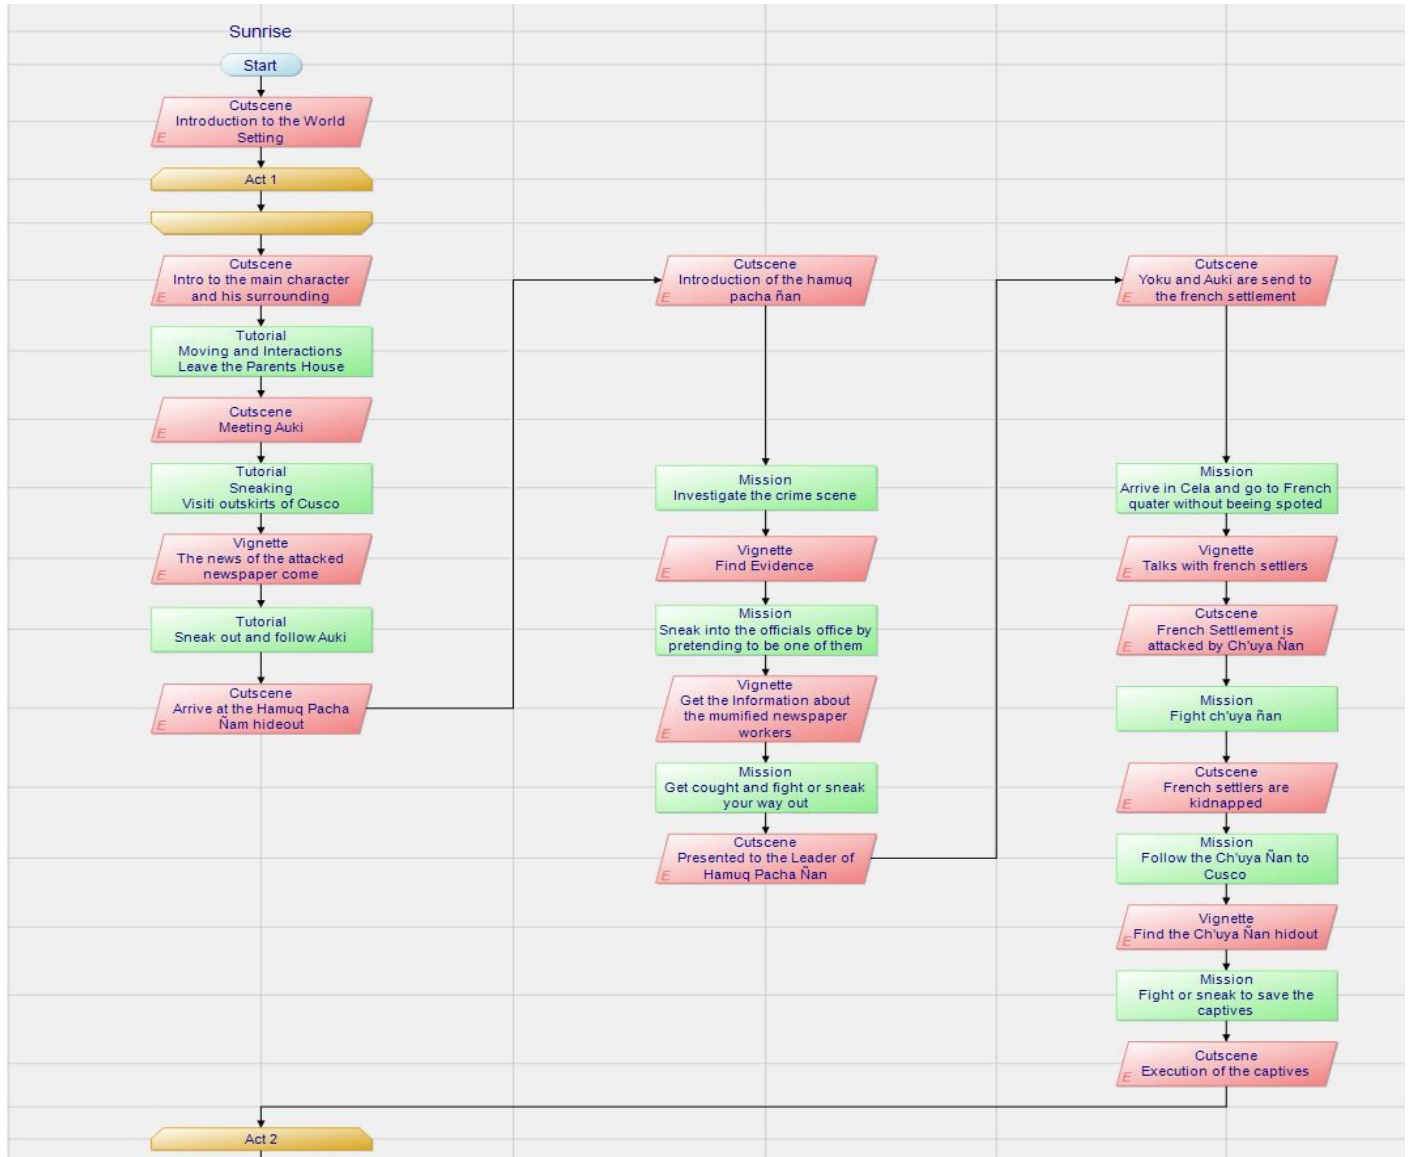 Sunrise
Start
Cutscene
Introduction to the World
Setting
E
Act 1
Cutscene
Intro to the main character
and his surrounding
E
Tutorial
Moving and Interactions
Leave the Parents House
Cutscene
Meeting Auki
E
Tutorial
Sneaking
Visiti outskirts of Cusco
Vignette
The news of the attacked
newspaper come
E
Tutorial
Sneak out and follow Auki
Cutscene
Arrive at the Hamuq Pacha
Ñam hideout
E
Cutscene
Introduction of the hamuq
pacha ñan
E
Mission
Investigate the crime scene
Vignette
Find Evidence
E
Mission
Sneak into the officials office by
pretending to be one of them
Vignette
Get the Information about
the mumified newspaper
workers
E
Mission
Get cought and fight or sneak
your way out
Cutscene
Presented to the Leader of
Hamuq Pacha Ñan
E
Cutscene
Yoku and Auki are send to
the french settlement
E
Mission
Arrive in Cela and go to French
quater without beeing spoted
Vignette
Talks with french settlers
E
Cutscene
French Settlement is
attacked by Ch'uya Ñan
E
Mission
Fight ch'uya ñan
Cutscene
French settlers are
kidnapped
E
Mission
Follow the Ch'uya Ñan to
Cusco
Vignette
Find the Ch'uya Ñan hidout
E
Mission
Fight or sneak to save the
captives
Cutscene
Execution of the captives
E
Act 2